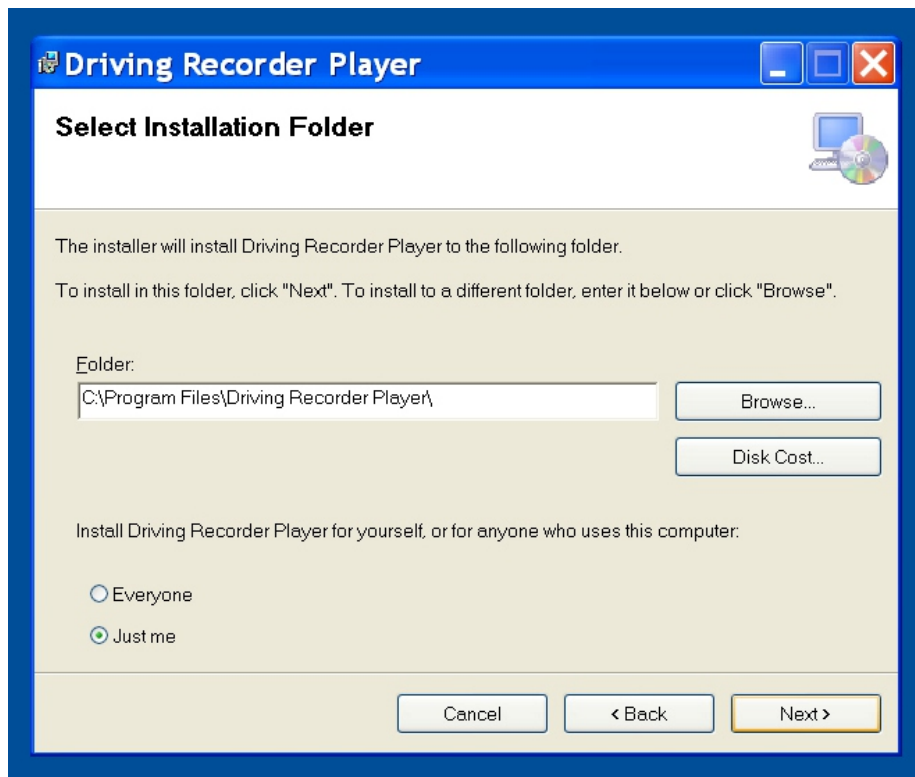 Driving Recorder Player
Select Installation Folder
The installer will install Driving Recorder Player to the following folder.
To install in this folder, click "Next". To install to a different folder, enter it below or click "Browse".
Folder:
C:\Program Files\Driving Recorder Player\
Browse...
Disk Cost...
Install Driving Recorder Player for yourself, or for anyone who uses this computer:
Everyone
Just me
Cancel
< Back
Next >